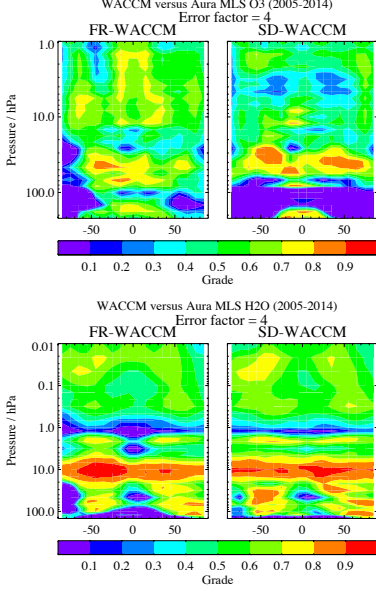 WACCM versus Aura MLS O3 (2005-2014)
Error factor = 4
FR-WACCM SD-WACCM
1.0
10.0
100.0
Pressure / hPa
-50 0 50 -50 0 50
0.1 0.2 0.3 0.4 0.5 0.6 0.7 0.8 0.9
Grade
WACCM versus Aura MLS H2O (2005-2014)
Error factor = 4
FR-WACCM SD-WACCM
0.01
0.1
1.0
10.0
100.0
Pressure / hPa
-50 0 50 -50 0 50
0.1 0.2 0.3 0.4 0.5 0.6 0.7 0.8 0.9
Grade